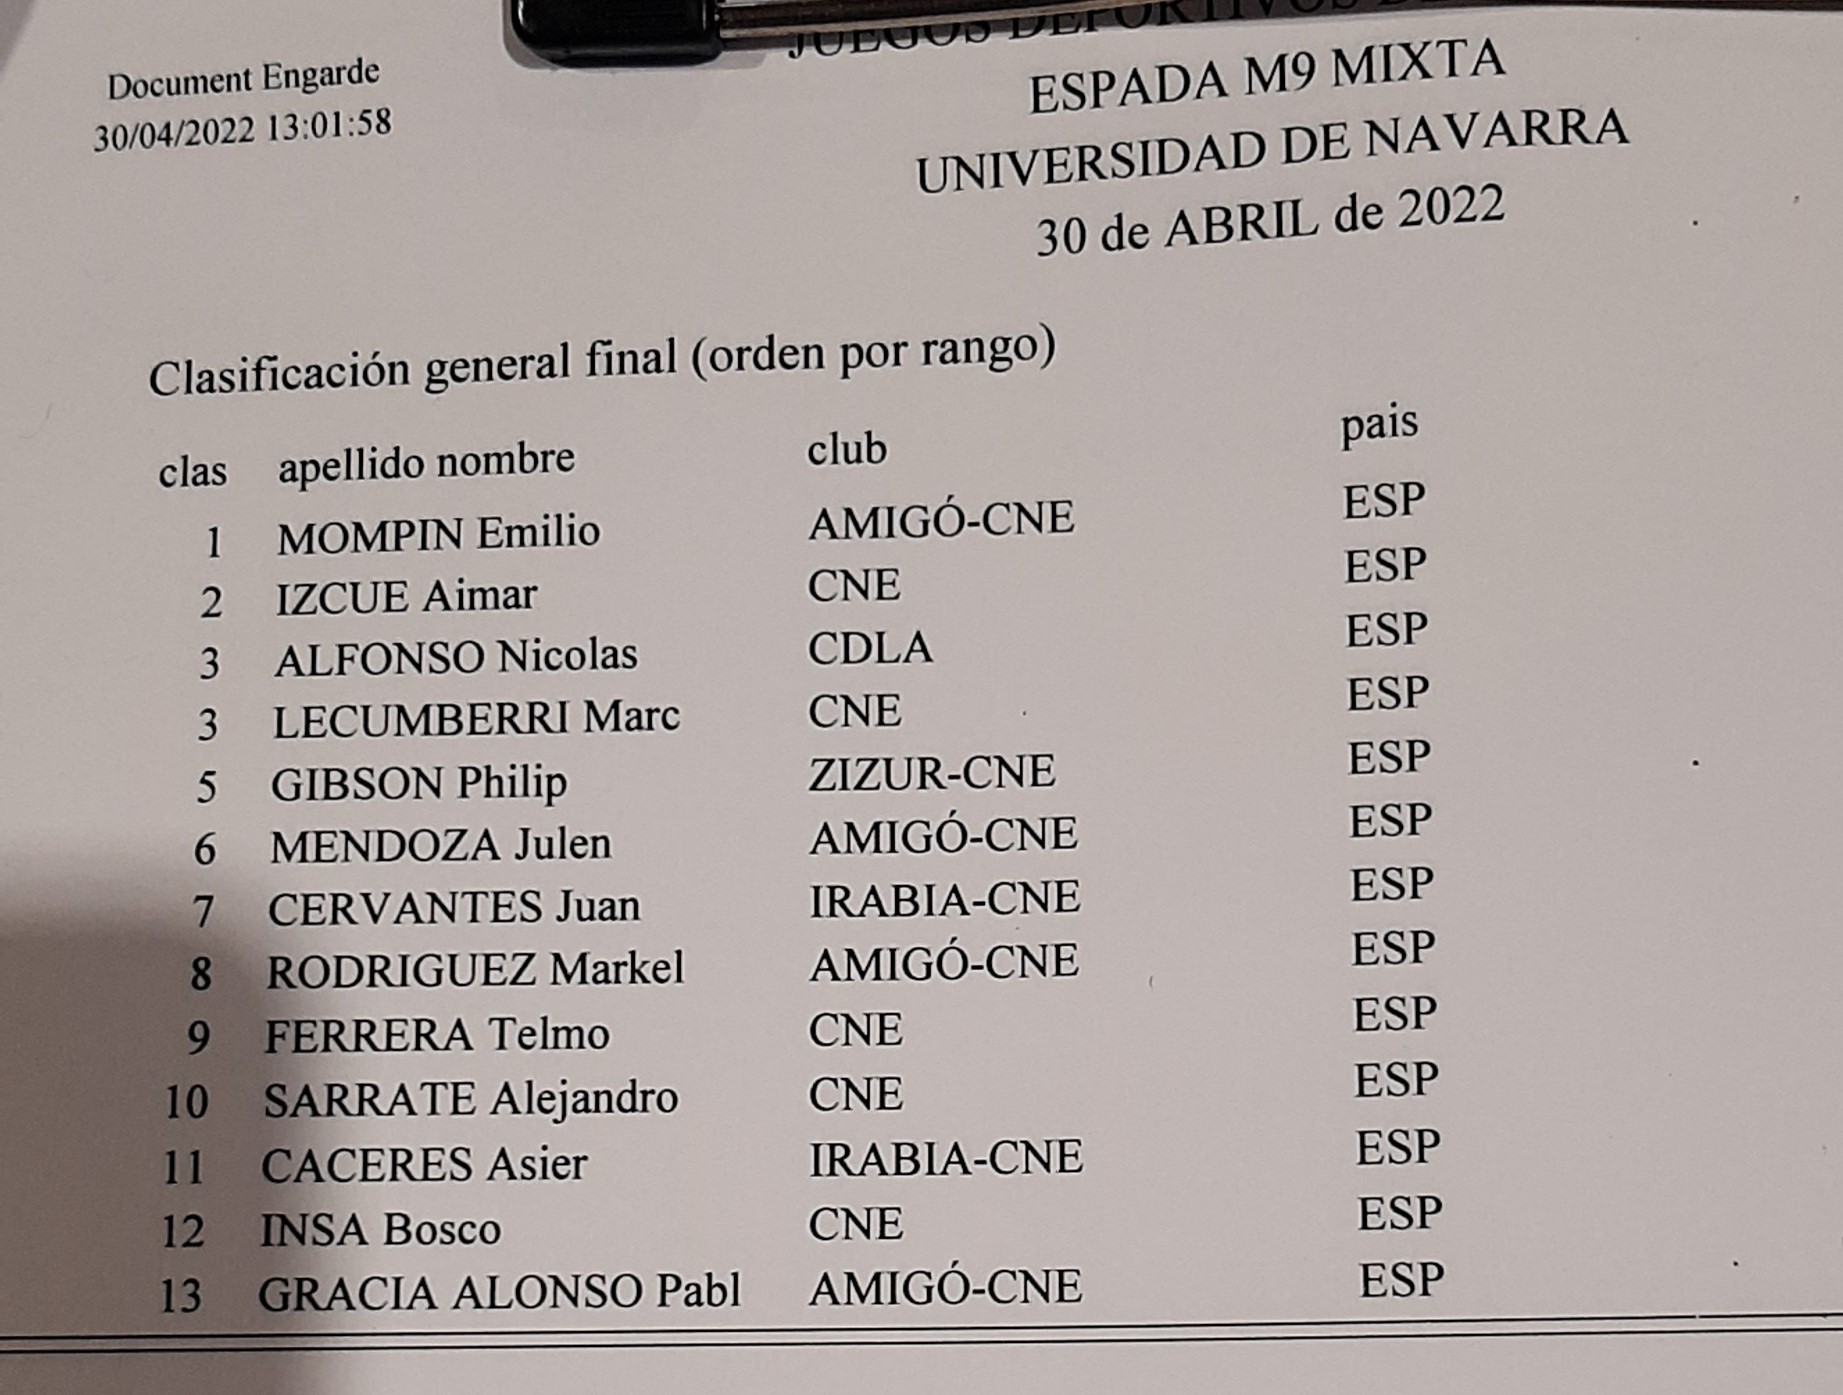 Document Engarde
30/04/2022 13:01:58
JUEGOS DEPORTIVOS
ESPADA M9 MIXTA
UNIVERSIDAD DE NAVARRA
30 de ABRIL de 2022
Clasificación general final (orden por rango)
clas apellido nombre club pais
1 MOMPIN Emilio AMIGÓ-CNE ESP
2 IZCUE Aimar CNE ESP
3 ALFONSO Nicolas CDLA ESP
3 LECUMBERRI Marc CNE ESP
5 GIBSON Philip ZIZUR-CNE ESP
6 MENDOZA Julen AMIGÓ-CNE ESP
7 CERVANTES Juan IRABIA-CNE ESP
8 RODRIGUEZ Markel AMIGÓ-CNE ESP
9 FERRERA Telmo CNE ESP
10 SARRATE Alejandro CNE ESP
11 CACERES Asier IRABIA-CNE ESP
12 INSA Bosco CNE ESP
13 GRACIA ALONSO Pabl AMIGÓ-CNE ESP